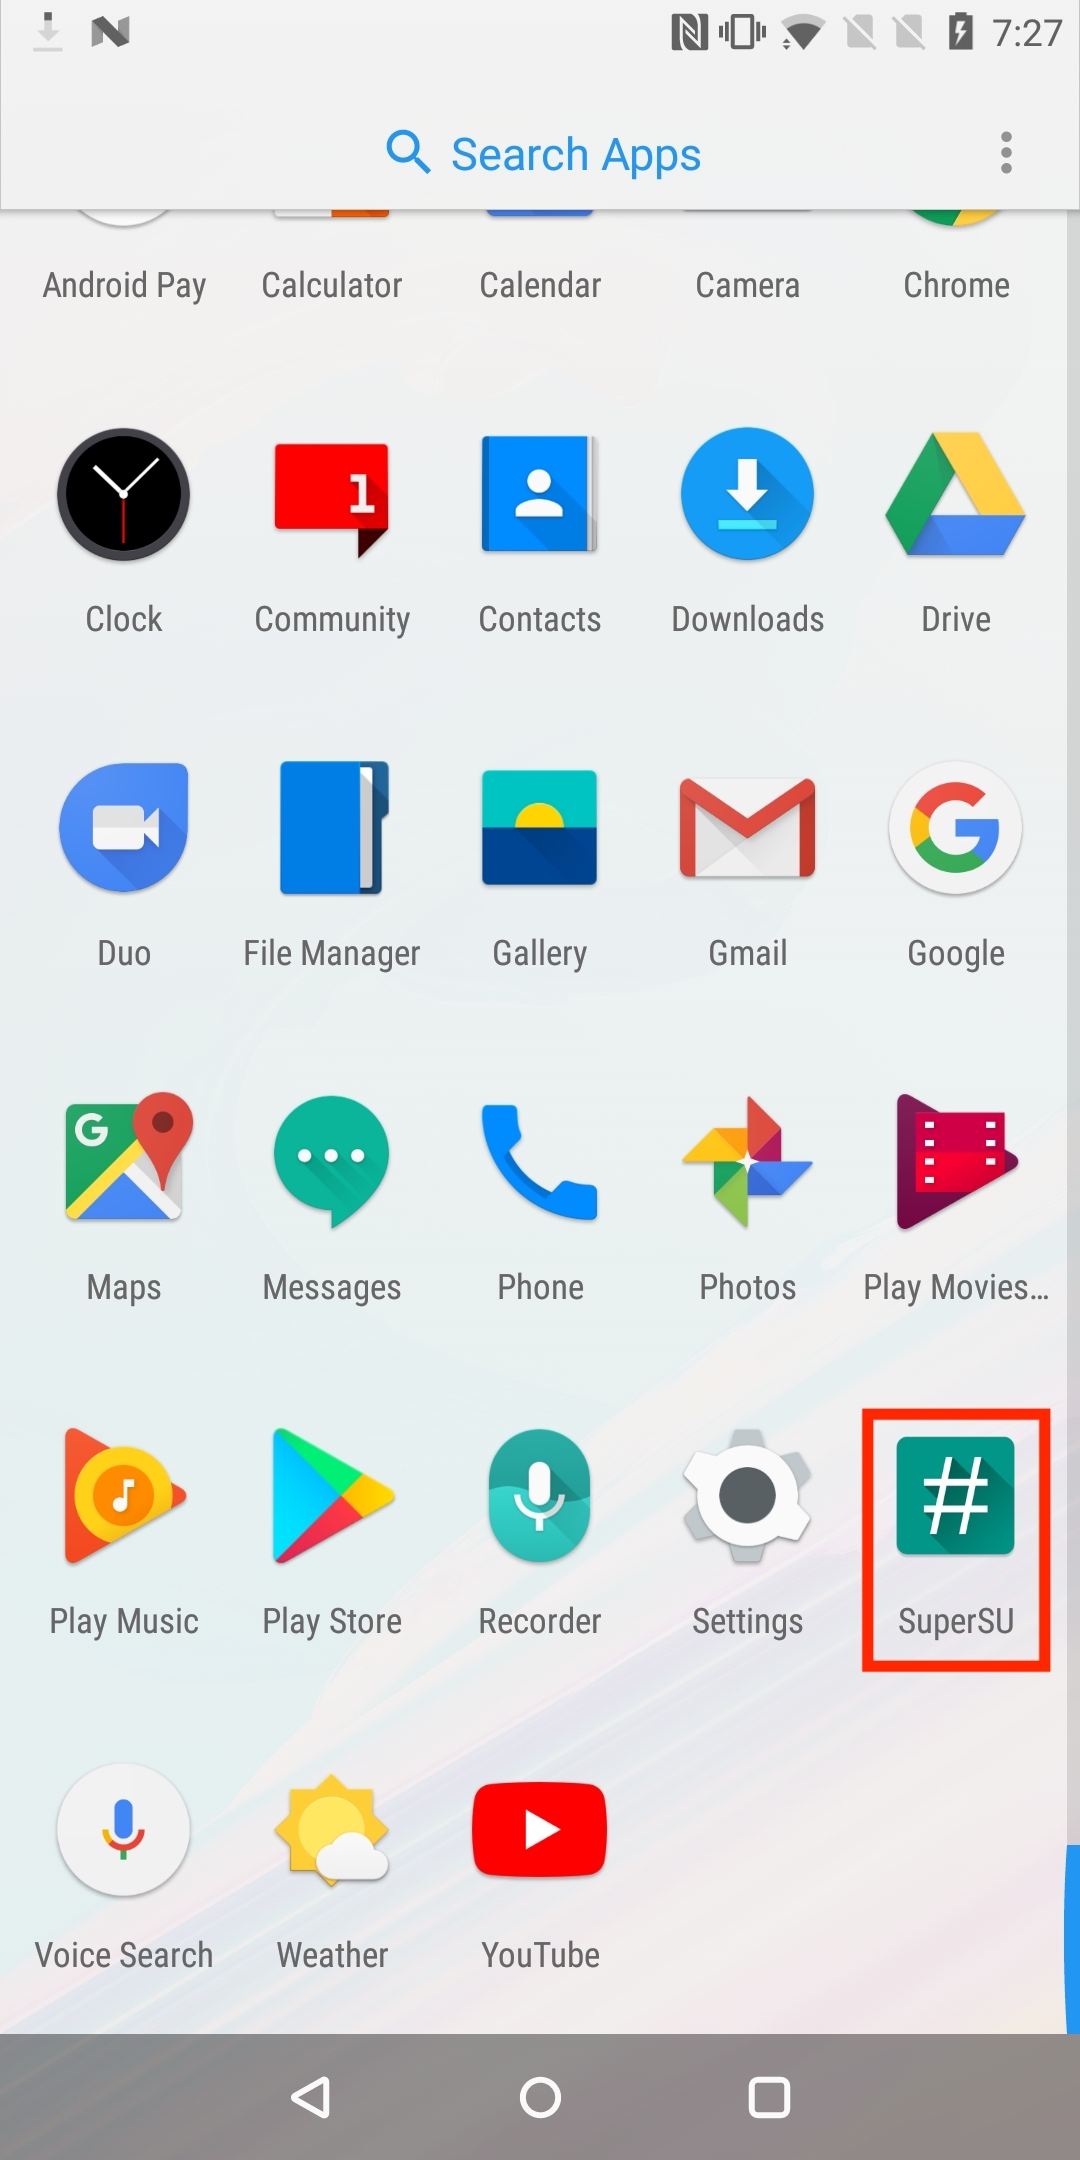 7:27
Search Apps
Android Pay Calculator Calendar Camera Chrome
1
Clock Community Contacts Downloads Drive
Duo File Manager Gallery Gmail Google
Maps Messages Phone Photos Play Movies...
#
Play Music Play Store Recorder Settings SuperSU
Voice Search Weather YouTube